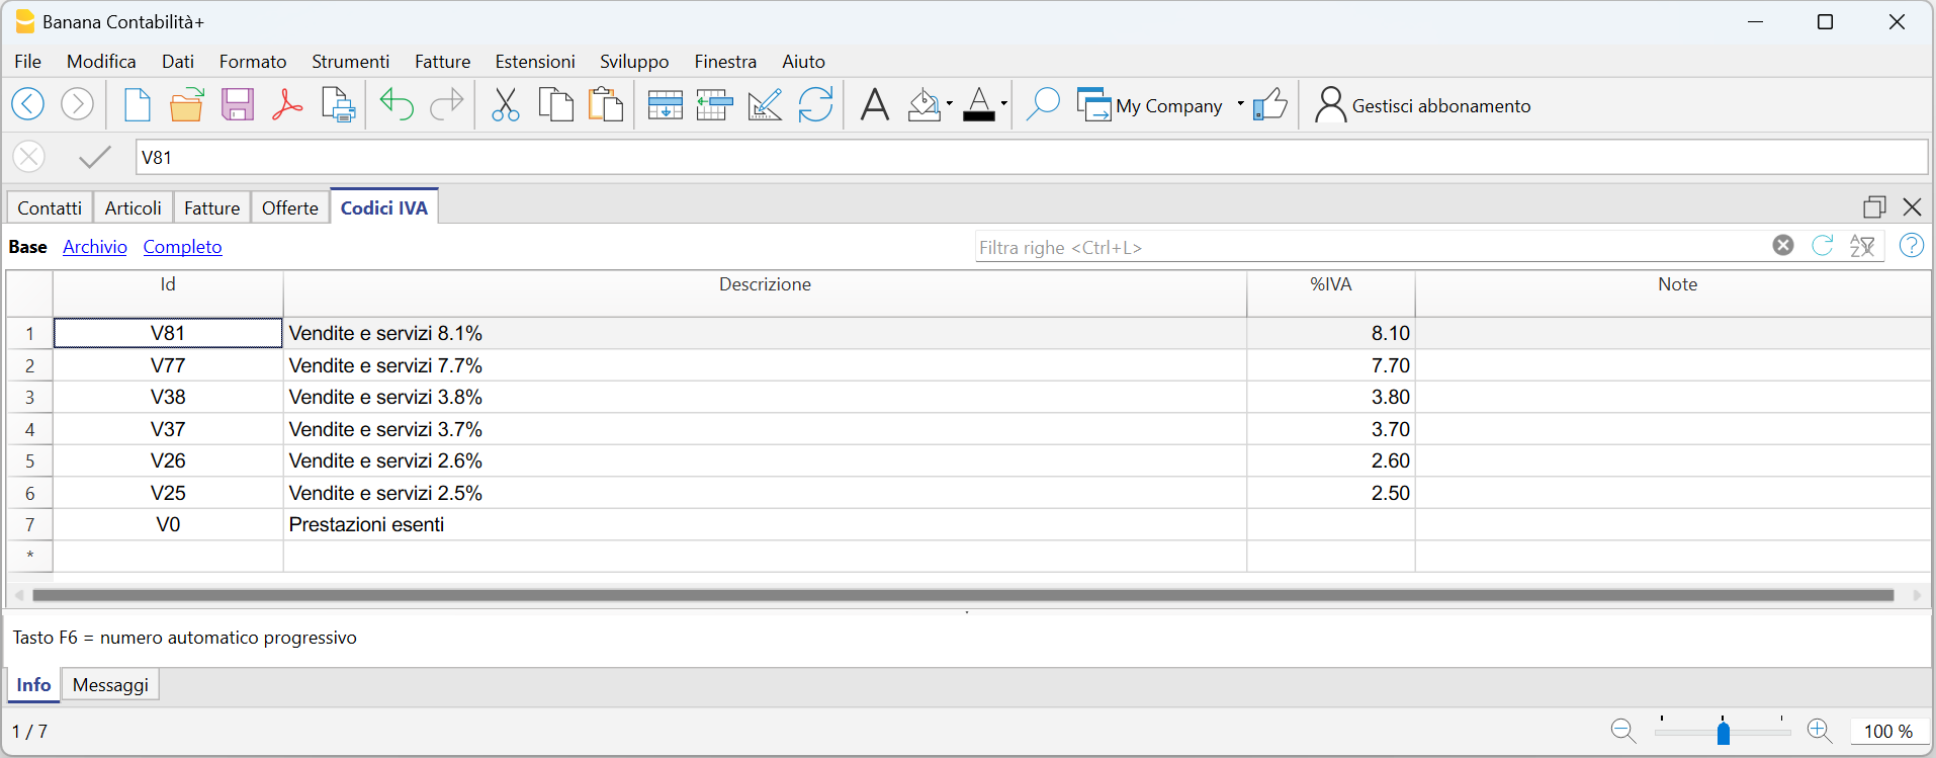 Banana Contabilità+
File Modifica Dati Formato Strumenti Fatture Estensioni Sviluppo Finestra Aiuto
My Company Gestisci abbonamento
V81
Contatti Articoli Fatture Offerte Codici IVA
Base Archivio Completo Filtra righe <Ctrl+L>
Id Descrizione %IVA Note
1 V81 Vendite e servizi 8.1% 8.10
2 V77 Vendite e servizi 7.7% 7.70
3 V38 Vendite e servizi 3.8% 3.80
4 V37 Vendite e servizi 3.7% 3.70
5 V26 Vendite e servizi 2.6% 2.60
6 V25 Vendite e servizi 2.5% 2.50
7 V0 Prestazioni esenti
*
Tasto F6 = numero automatico progressivo
Info Messaggi
1 / 7 100 %